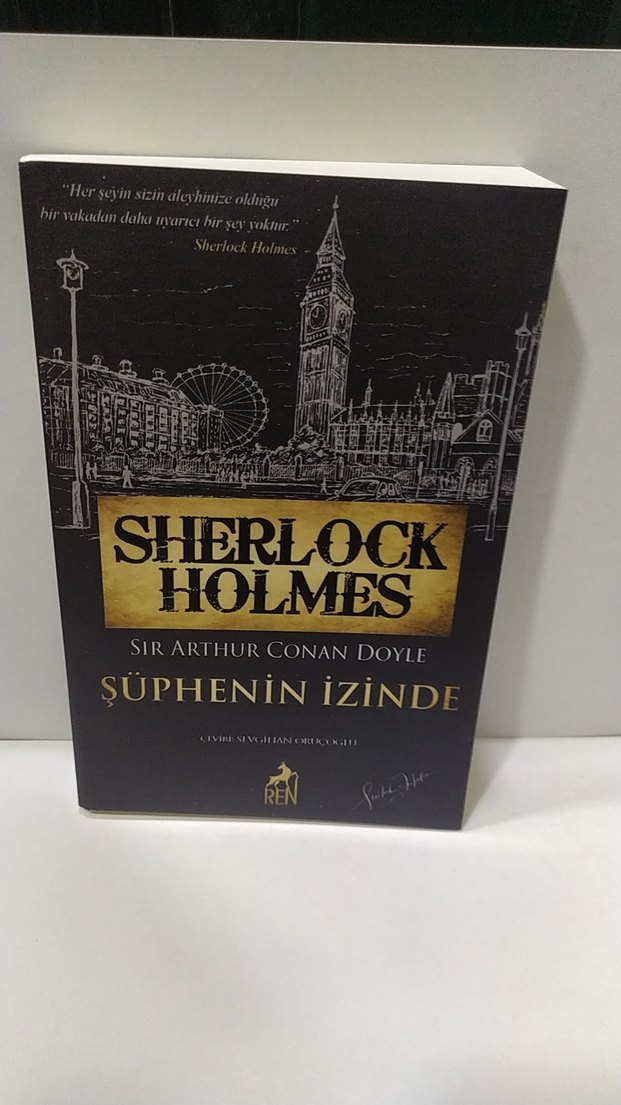 "Her şeyin sizin aleyhinize olduğu
bir vakadan daha uyarıcı bir şey yoktur."
Sherlock Holmes
SHERLOCK
HOLMES
SIR ARTHUR CONAN DOYLE
ŞÜPHENİN İZİNDE
ÇEVİRİ: SEVGİHAN ORUÇOĞLU
REN